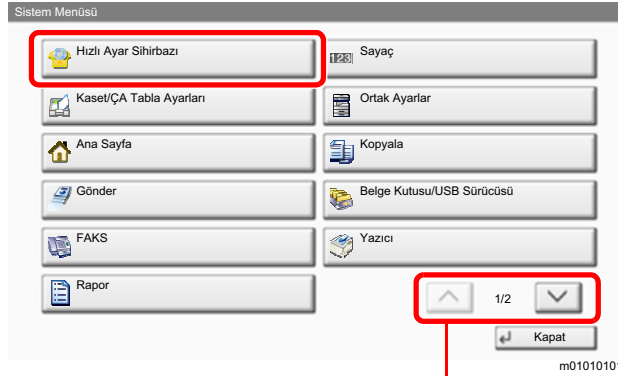 Sistem Menüsü
Hızlı Ayar Sihirbazı
123 Sayaç
Kaset/ÇA Tabla Ayarları
Ortak Ayarlar
Ana Sayfa
Kopyala
Gönder
Belge Kutusu/USB Sürücüsü
FAKS
Yazıcı
Rapor
1/2
Kapat
m01010101